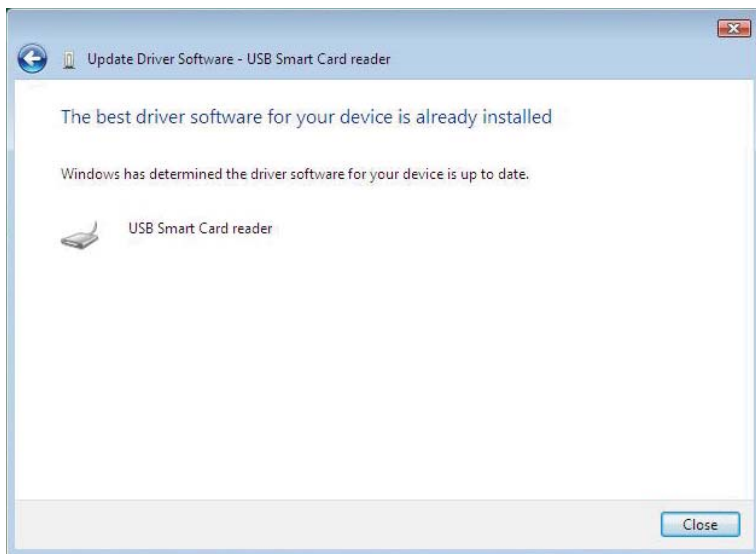 Update Driver Software - USB Smart Card reader
The best driver software for your device is already installed
Windows has determined the driver software for your device is up to date.
USB Smart Card reader
Close